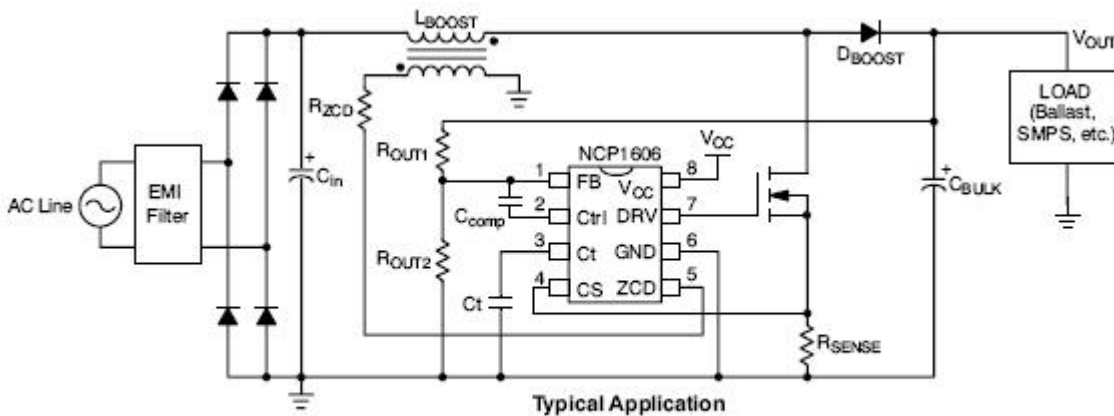 LBOOST
DBOOST
VOUT
LOAD
(Ballast,
SMPS, etc.)
RZCD
ROUT1
NCP1606
VCC
AC Line
EMI
Filter
+
Cin
Ccomp
1
FB
VCC
8
2
Ctrl
DRV
7
3
Ct
GND
6
4
CS
ZCD
5
ROUT2
Ct
+
CBULK
RSENSE
Typical Application